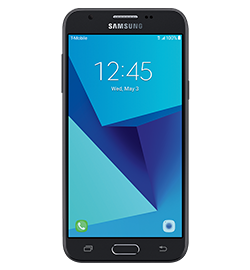 SAMSUNG
T-Mobile 100%
12:45
Wed, May 3